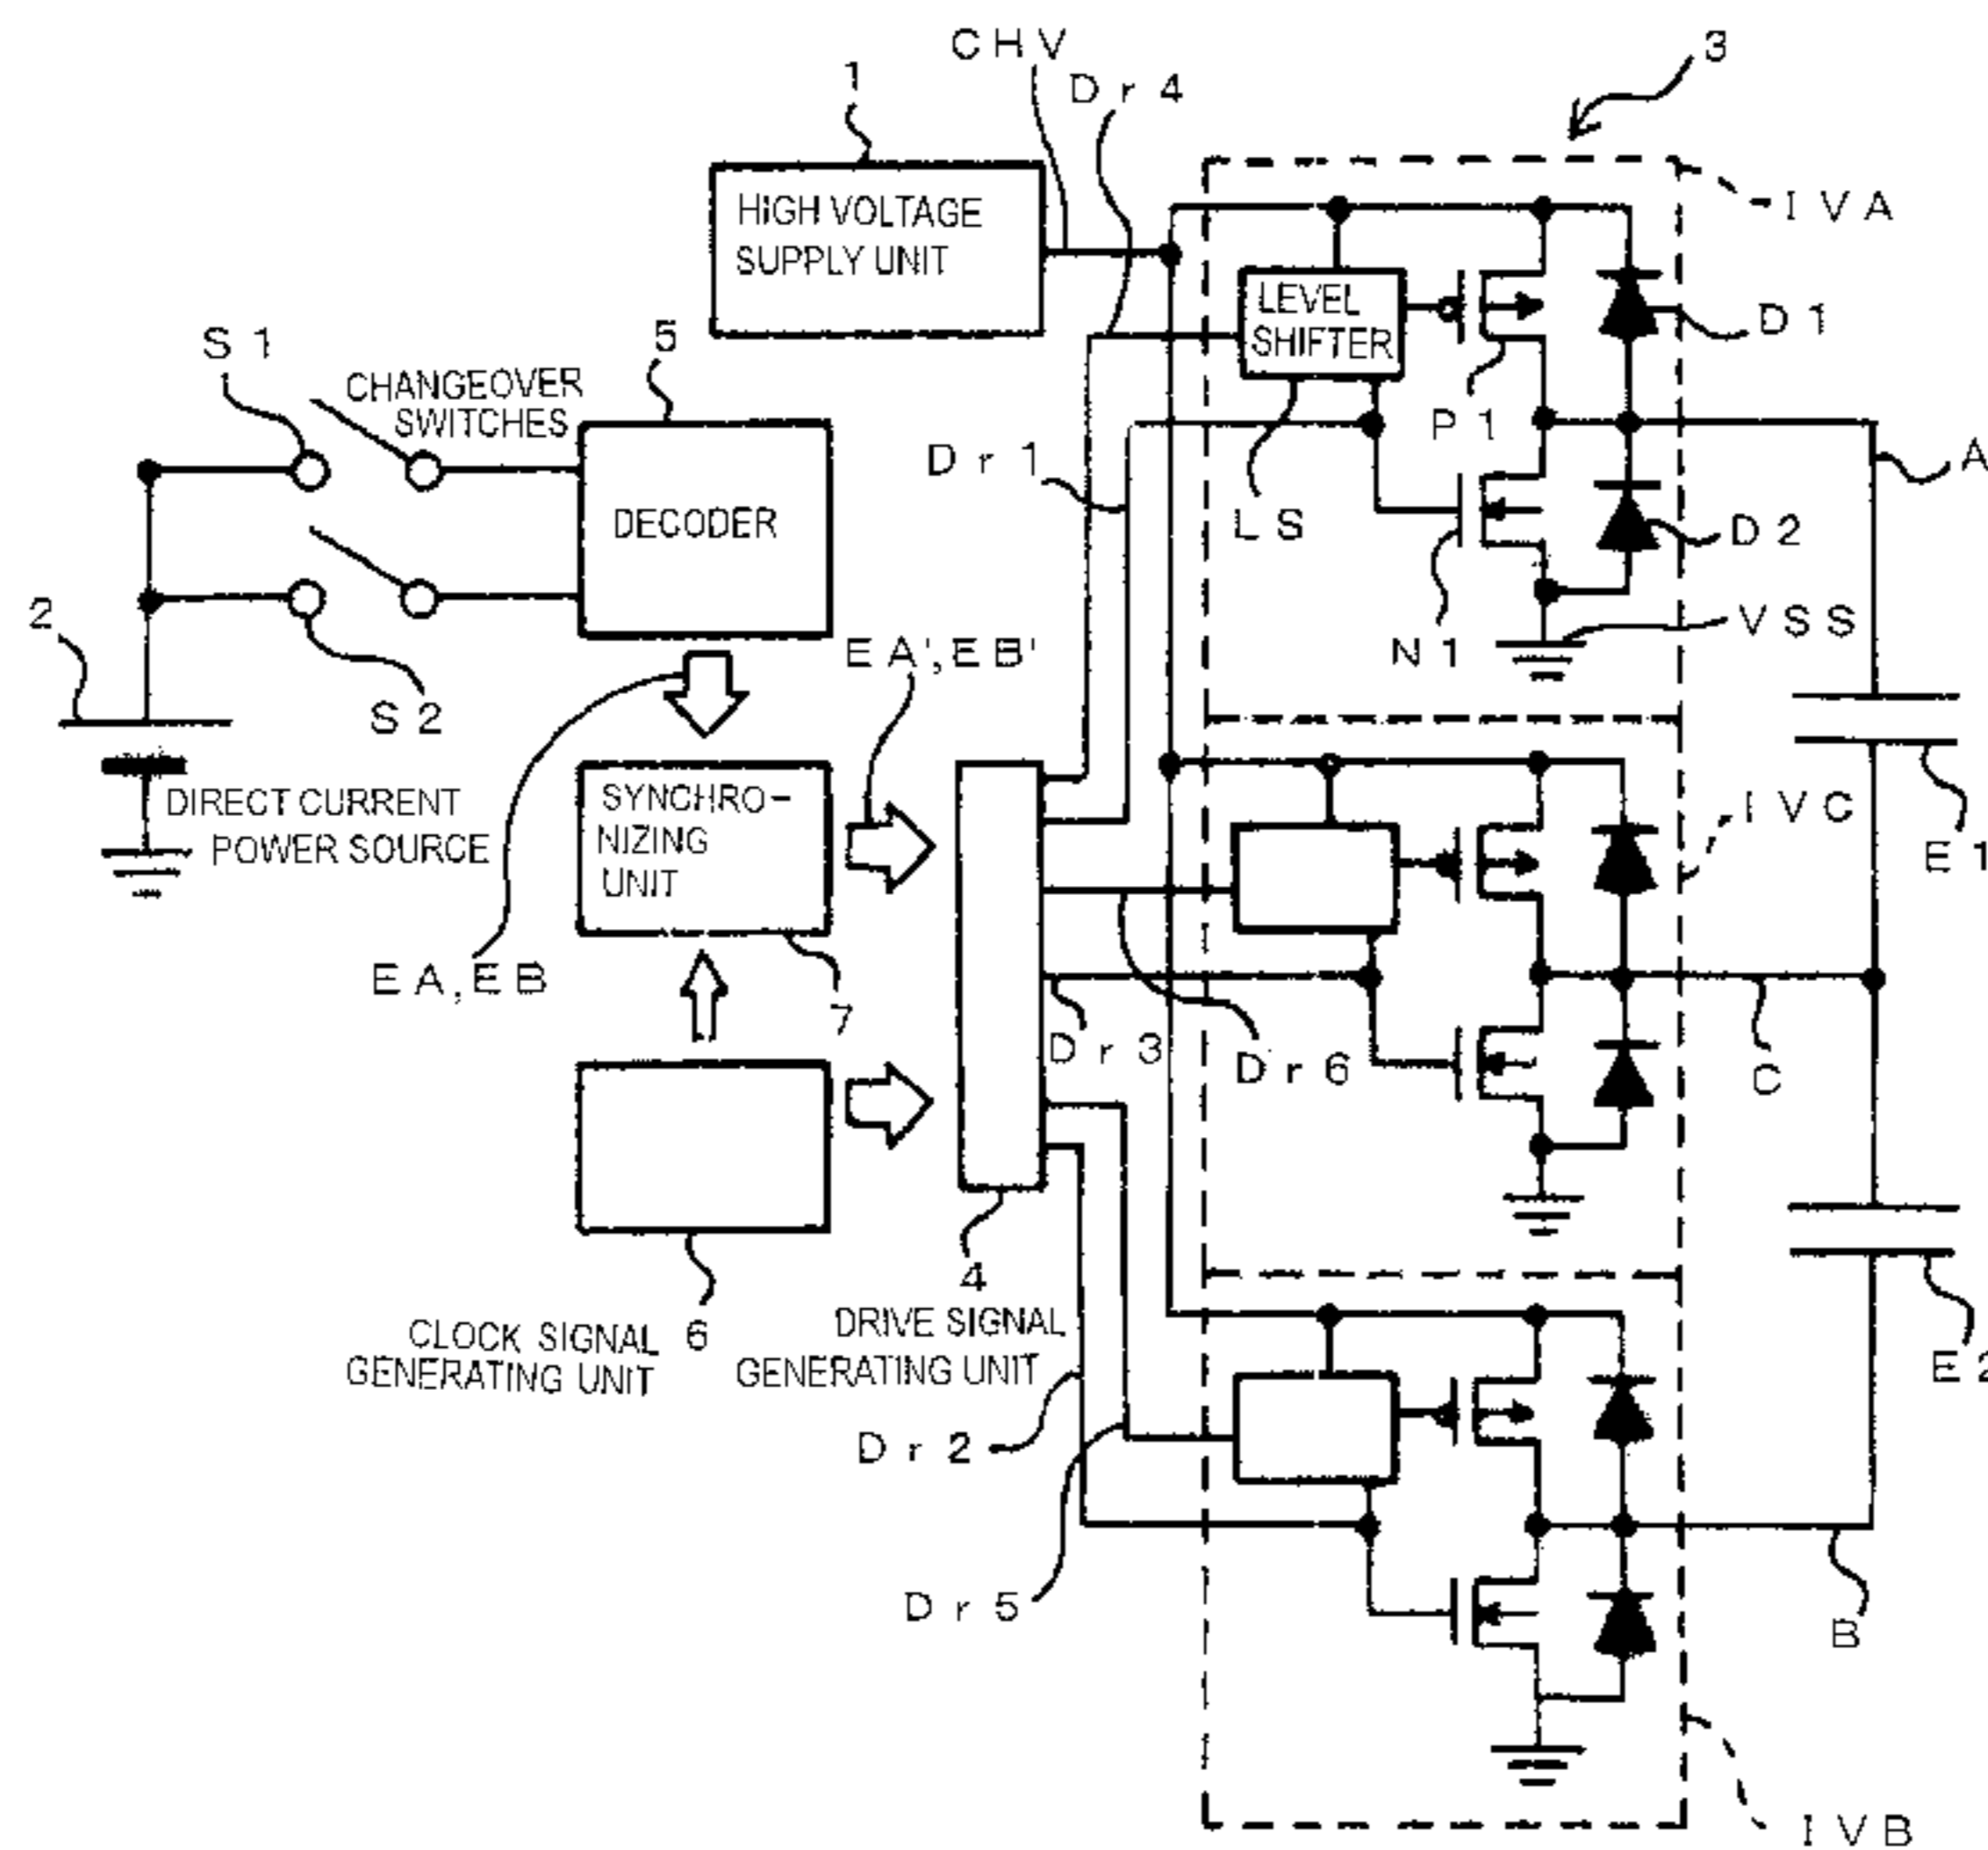 CHV
3
1
Dr4
IVA
HIGH VOLTAGE
SUPPLY UNIT
LEVEL
SHIFTER
D1
S1
5
CHANGEOVER
SWITCHES
P1
A
Dr1
DECODER
LS
D2
2
EA',EB'
N1
VSS
S2
DIRECT CURRENT
POWER SOURCE
SYNCHRO-
NIZING
UNIT
IVC
E1
EA,EB
7
Dr3
Dr6
C
4
6
CLOCK SIGNAL
GENERATING UNIT
DRIVE SIGNAL
GENERATING UNIT
E2
Dr2
Dr5
B
IVB